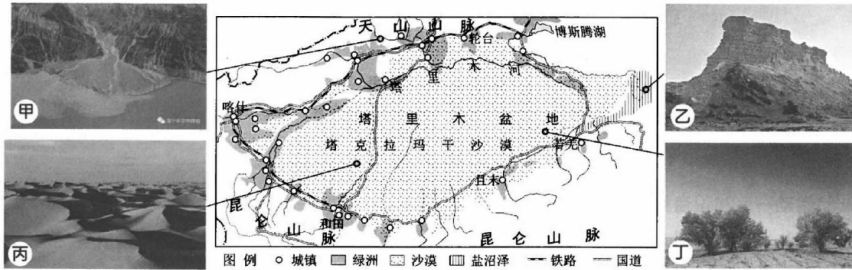 甲
乙
丙
丁
天山山脉
轮台
博斯腾湖
塔里木河
喀什
塔里木盆地
塔克拉玛干沙漠
若羌
且末
和田
昆仑山脉
昆仑山脉
图例 城镇 绿洲 沙漠 盐沼泽 铁路 国道